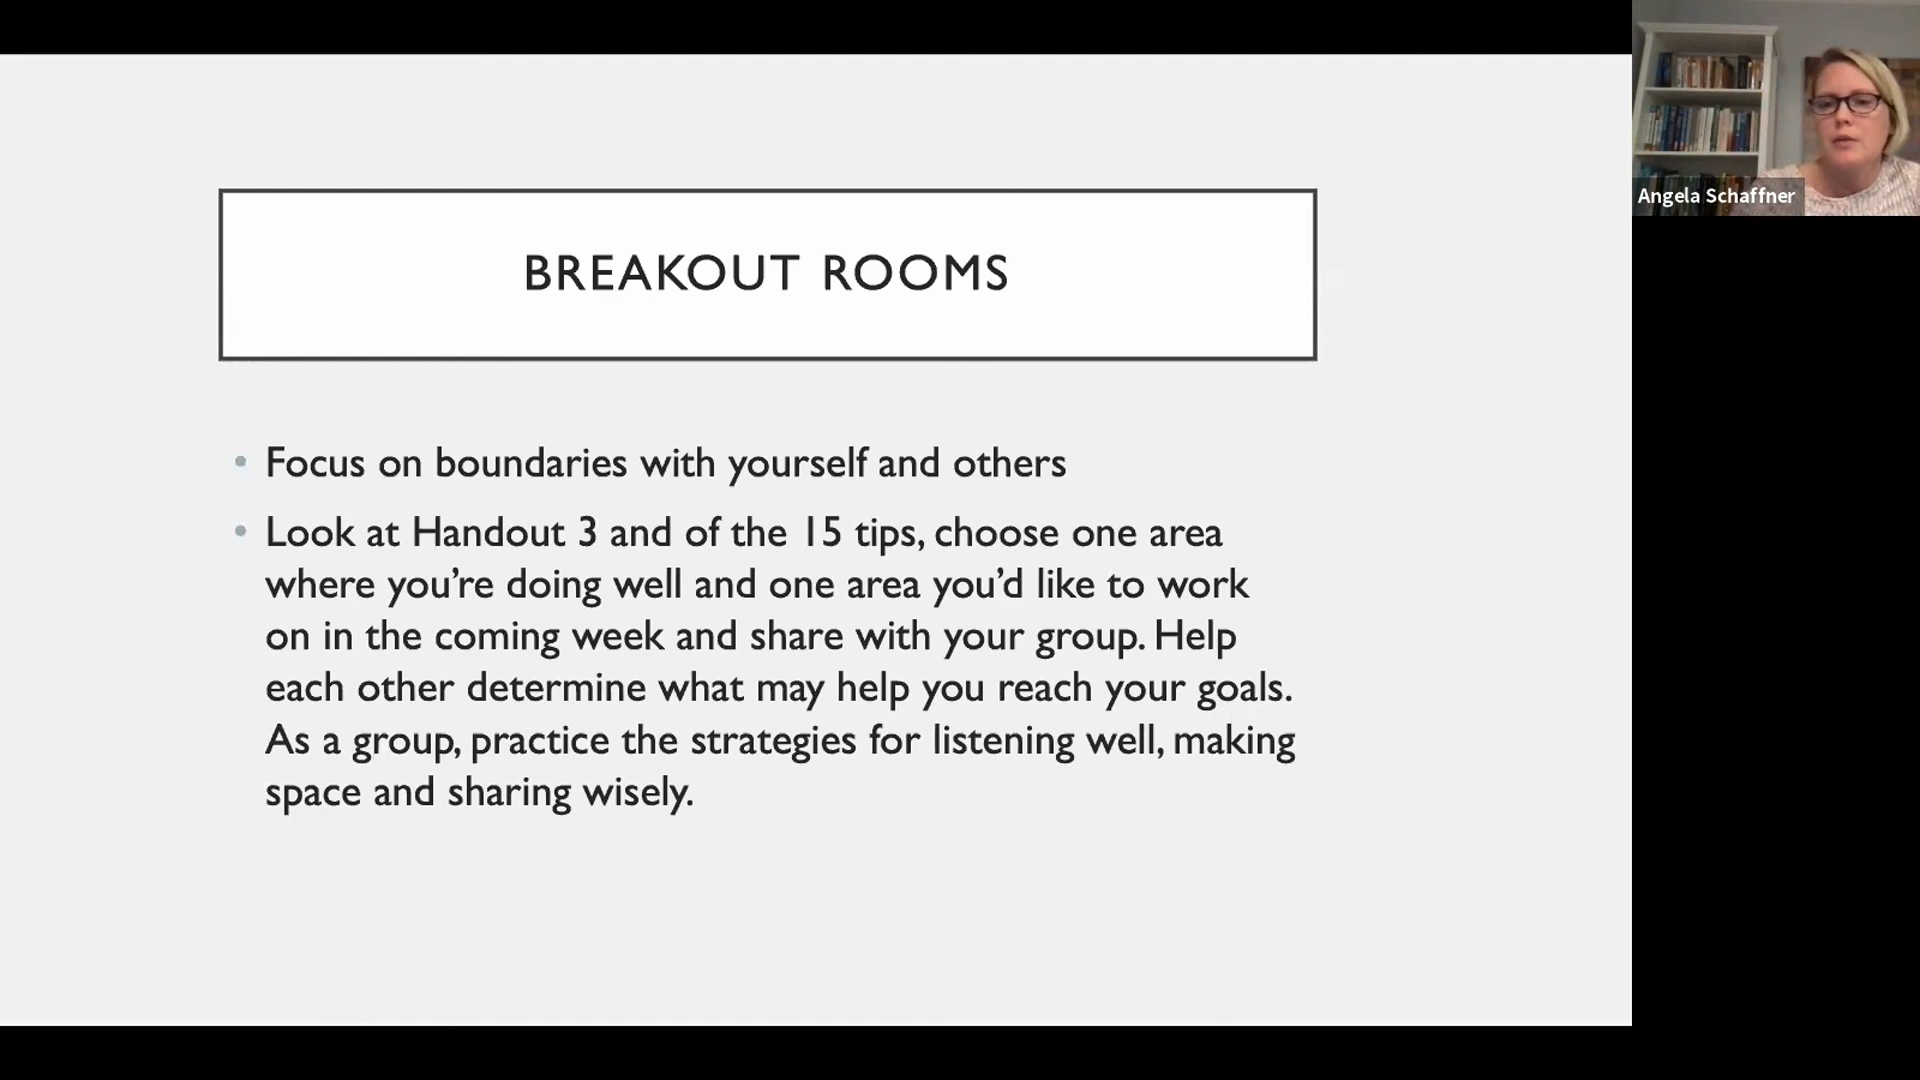 BREAKOUT ROOMS
• Focus on boundaries with yourself and others
• Look at Handout 3 and of the 15 tips, choose one area
where you’re doing well and one area you’d like to work
on in the coming week and share with your group. Help
each other determine what may help you reach your goals.
As a group, practice the strategies for listening well, making
space and sharing wisely.
Angela Schaffner